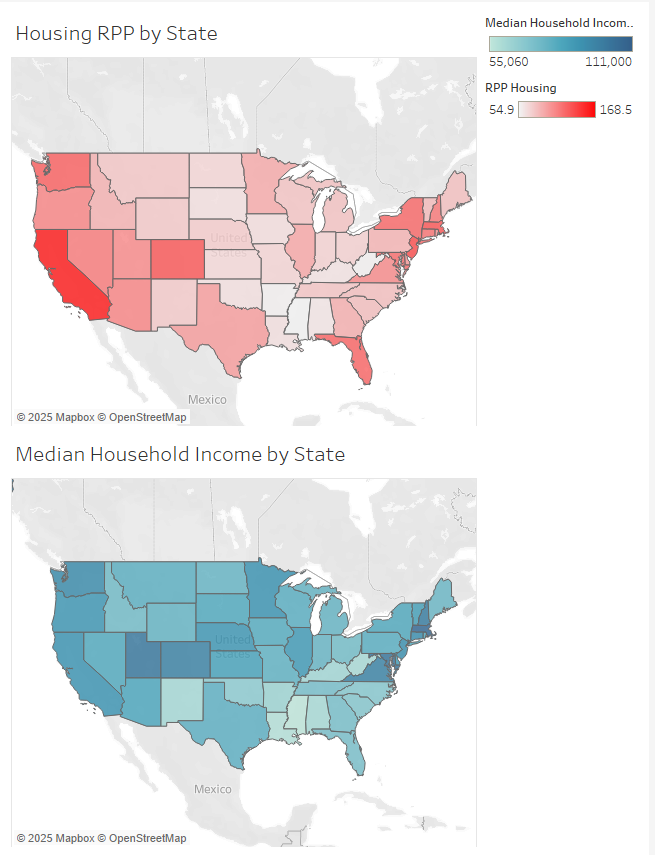 Housing RPP by State
Median Household Incom..
55,060 111,000
RPP Housing
54.9 168.5
United
States
Mexico
© 2025 Mapbox © OpenStreetMap
Median Household Income by State
United
States
Mexico
© 2025 Mapbox © OpenStreetMap